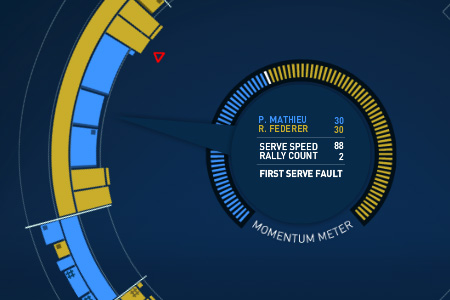 P. MATHIEU 30
R. FEDERER 30
SERVE SPEED 88
RALLY COUNT 2
FIRST SERVE FAULT
MOMENTUM METER